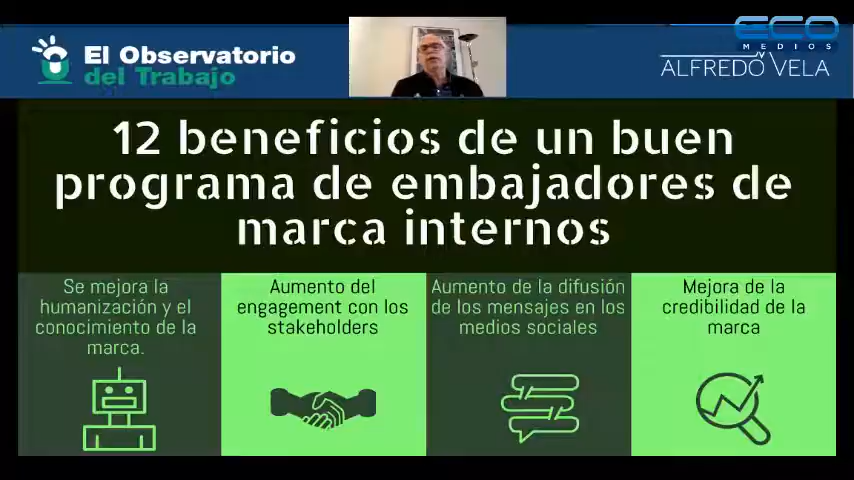 El Observatorio
del Trabajo
ECO
MEDIOS
ALFREDO VELA
12 beneficios de un buen
programa de embajadores de
marca internos
Se mejora la
humanización y el
conocimiento de la
marca.
Aumento del
engagement con los
stakeholders
Aumento de la difusión
de los mensajes en los
medios sociales
Mejora de la
credibilidad de la
marca